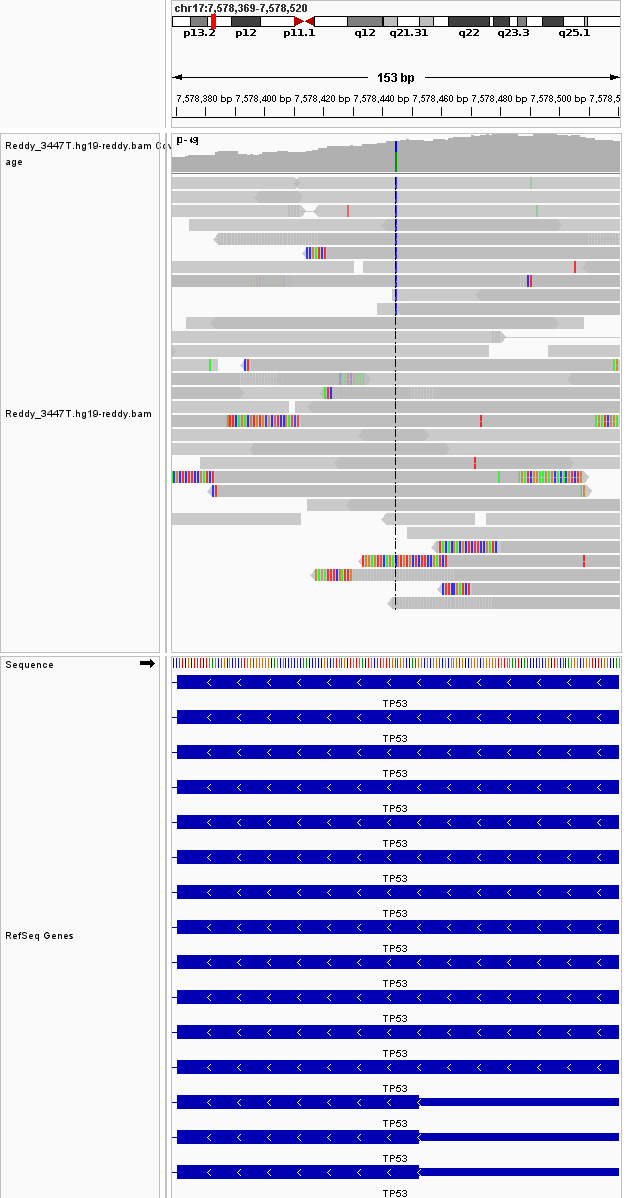 chr17:7,578,369-7,578,520
p13.2 p12 p11.1 q12 q21.31 q22 q23.3 q25.1
153 bp
7,578,380 bp 7,578,400 bp 7,578,420 bp 7,578,440 bp 7,578,460 bp 7,578,480 bp 7,578,500 bp 7,578,5
Reddy_3447T.hg19-reddy.bam Cov
age
Reddy_3447T.hg19-reddy.bam
Sequence
TP53
TP53
TP53
TP53
TP53
TP53
TP53
RefSeq Genes
TP53
TP53
TP53
TP53
TP53
TP53
TP53
TP53